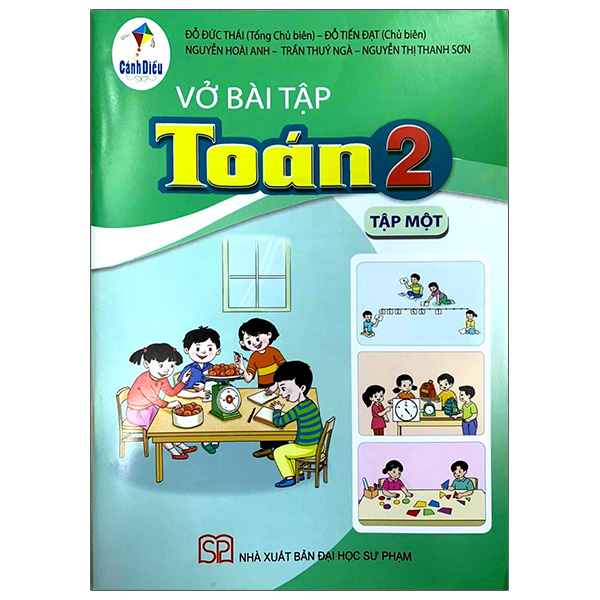 ĐỖ ĐỨC THÁI (Tổng Chủ biên) – ĐỖ TIẾN ĐẠT (Chủ biên)
NGUYỄN HOÀI ANH – TRẦN THUÝ NGÀ – NGUYỄN THỊ THANH SƠN
Cánh Diều
VỞ BÀI TẬP
Toán 2
TẬP MỘT
SP
NHÀ XUẤT BẢN ĐẠI HỌC SƯ PHẠM